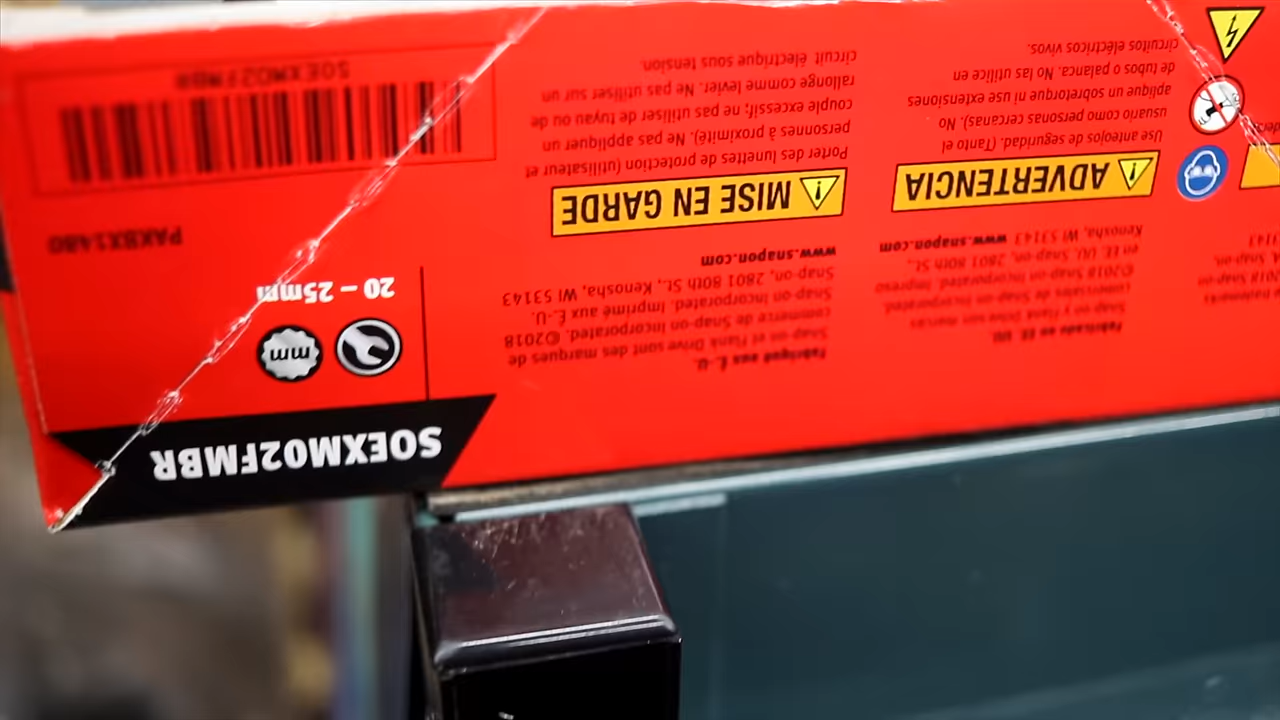 Fabricado en EE. UU.
Snap-on y Flank Drive son marcas
comerciales de Snap-on Incorporated.
©2018 Snap-on Incorporated. Impreso
en EE. UU. Snap-on, 2801 80th St.,
Kenosha, WI 53143 www.snapon.com
ADVERTENCIA
Use anteojos de seguridad. (Tanto el
usuario como personas cercanas). No
aplique un sobretorque ni use extensiones
de tubos o palanca. No las utilice en
circuitos eléctricos vivos.
Fabriqué aux É.-U.
Snap-on et Flank Drive sont des marques de
commerce de Snap-on Incorporated. ©2018
Snap-on Incorporated. Imprimé aux É.-U.
Snap-on, 2801 80th St., Kenosha, WI 53143
www.snapon.com
MISE EN GARDE
Porter des lunettes de protection (utilisateur et
personnes à proximité). Ne pas appliquer un
couple excessif; ne pas utiliser de tuyau ou de
rallonge comme levier. Ne pas utiliser sur un
circuit électrique sous tension.
SOEXM02FMBR
mm
20 – 25mm
PAKBX1480
SOEXM02FMBR